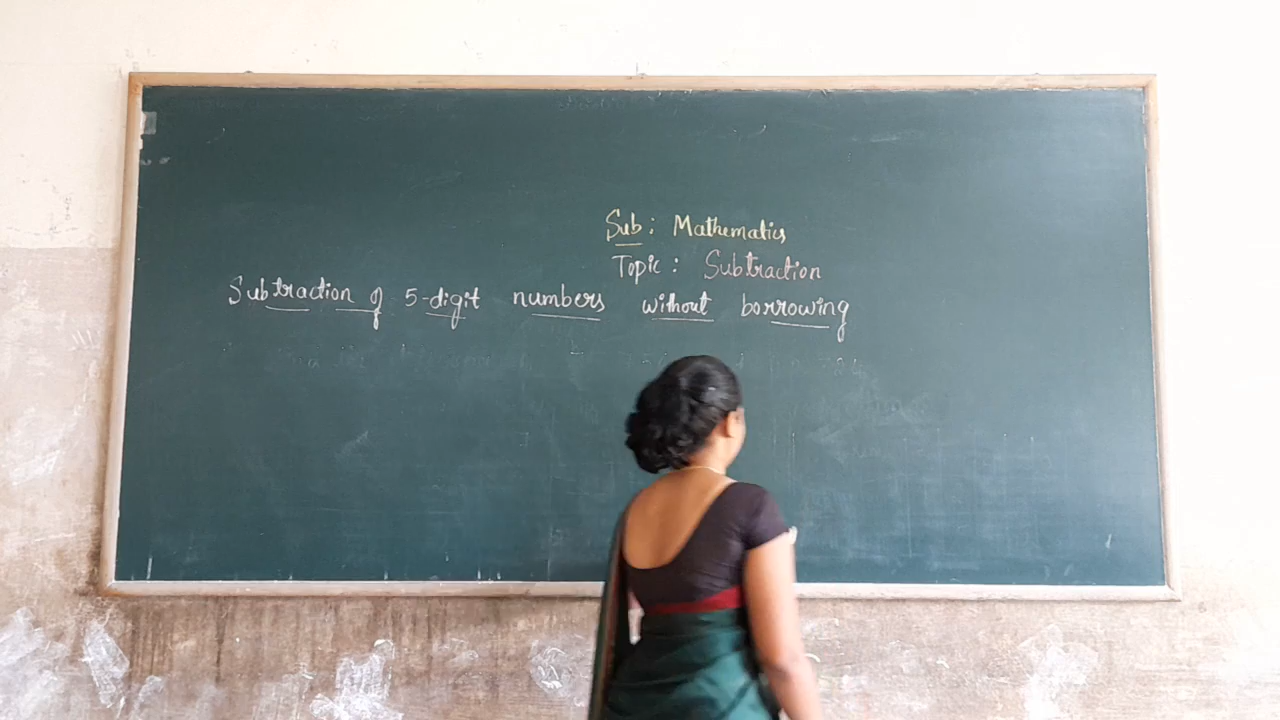 Sub: Mathematics
Topic: Subtraction
Subtraction of 5-digit numbers without borrowing